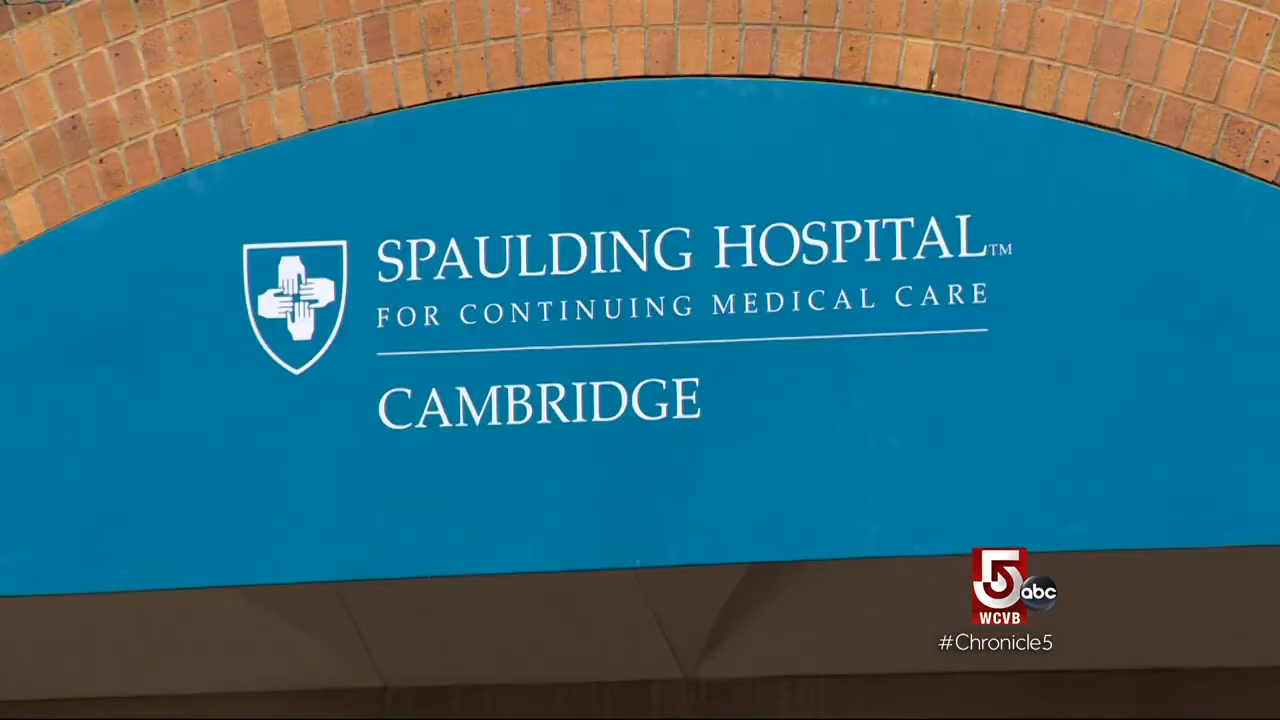 SPAULDING HOSPITAL™
FOR CONTINUING MEDICAL CARE
CAMBRIDGE
5
abc
WCVB
#Chronicle5